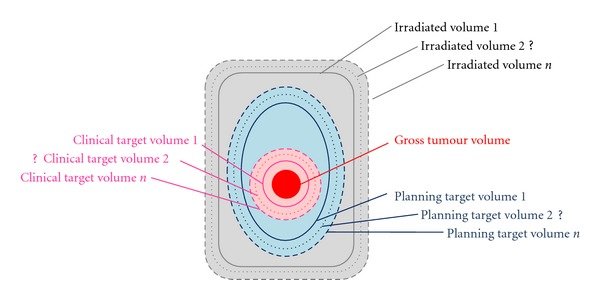 Irradiated volume 1
Irradiated volume 2 ?
Irradiated volume n
Clinical target volume 1
? Clinical target volume 2
Clinical target volume n
Gross tumour volume
Planning target volume 1
Planning target volume 2 ?
Planning target volume n